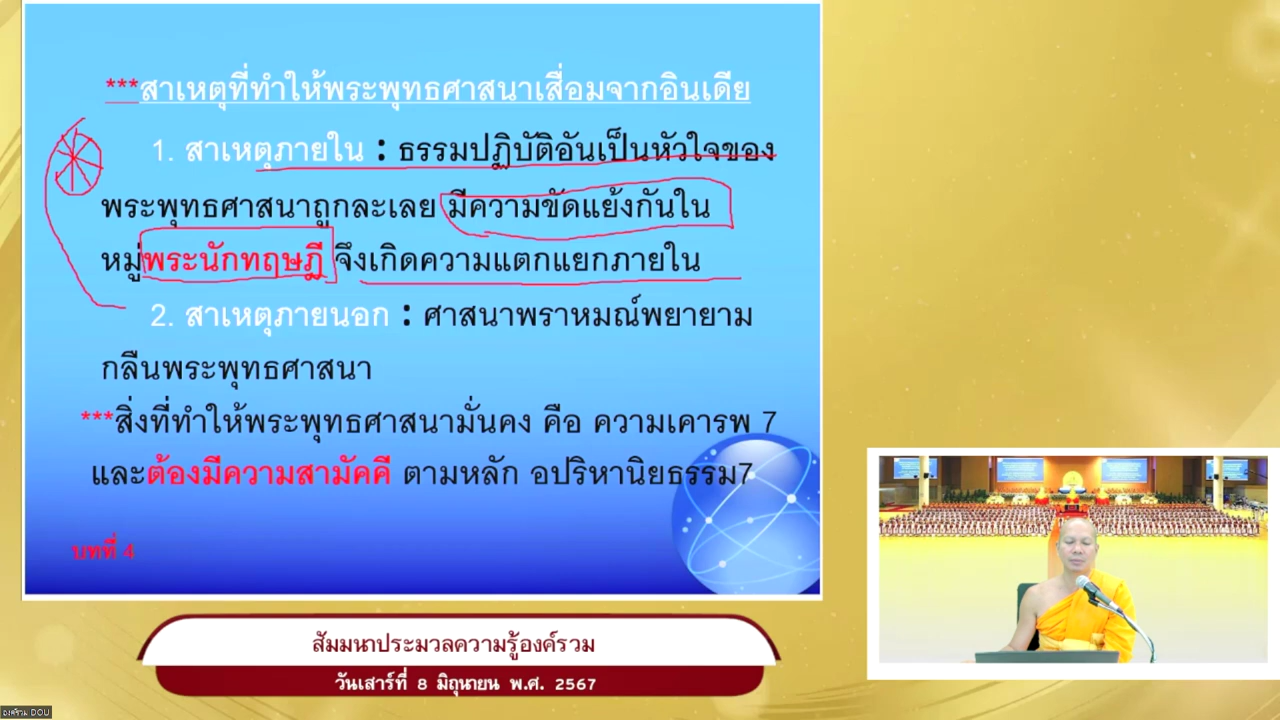 ***สาเหตุที่ทำให้พระพุทธศาสนาเสื่อมจากอินเดีย
1. สาเหตุภายใน : ธรรมปฏิบัติอันเป็นหัวใจของ
พระพุทธศาสนาถูกละเลย มีความขัดแย้งกันใน
หมู่พระนักทฤษฎี จึงเกิดความแตกแยกภายใน
2. สาเหตุภายนอก : ศาสนาพราหมณ์พยายาม
กลืนพระพุทธศาสนา
***สิ่งที่ทำให้พระพุทธศาสนามั่นคง คือ ความเคารพ 7
และต้องมีความสามัคคี ตามหลัก อปริหานิยธรรม7
บทที่ 4
สัมมนาประมวลความรู้องค์รวม
วันเสาร์ที่ 8 มิถุนายน พ.ศ. 2567
องค์รวม DOU